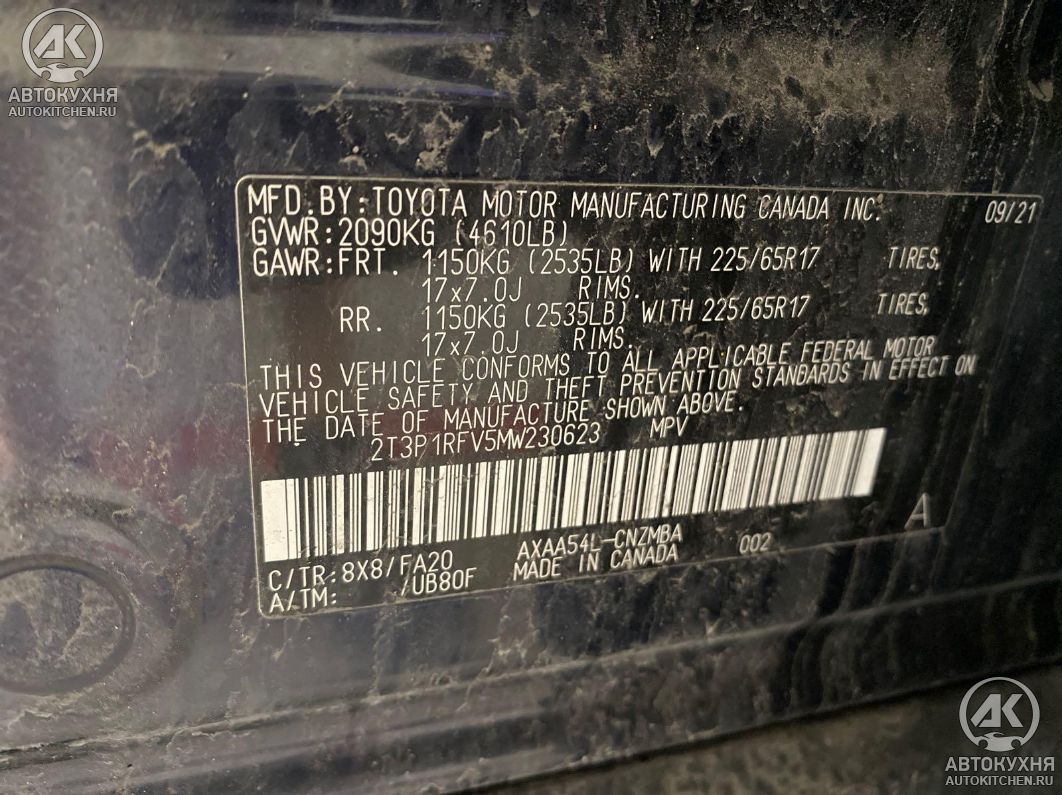 AK
АВТОКУХНЯ
AUTOKITCHEN.RU
MFD.BY:TOYOTA MOTOR MANUFACTURING CANADA INC. 09/21
GVWR:2090KG (4610LB)
GAWR:FRT. 1150KG (2535LB) WITH 225/65R17 TIRES,
17x7.0J RIMS.
RR. 1150KG (2535LB) WITH 225/65R17 TIRES,
17x7.0J RIMS.
THIS VEHICLE CONFORMS TO ALL APPLICABLE FEDERAL MOTOR
VEHICLE SAFETY AND THEFT PREVENTION STANDARDS IN EFFECT ON
THE DATE OF MANUFACTURE SHOWN ABOVE.
2T3P1RFV5MW230623 MPV
C/TR:8X8/FA20 AXAA54L-CNZMBA 002 A
A/TM: /UB80F MADE IN CANADA
AK
АВТОКУХНЯ
AUTOKITCHEN.RU